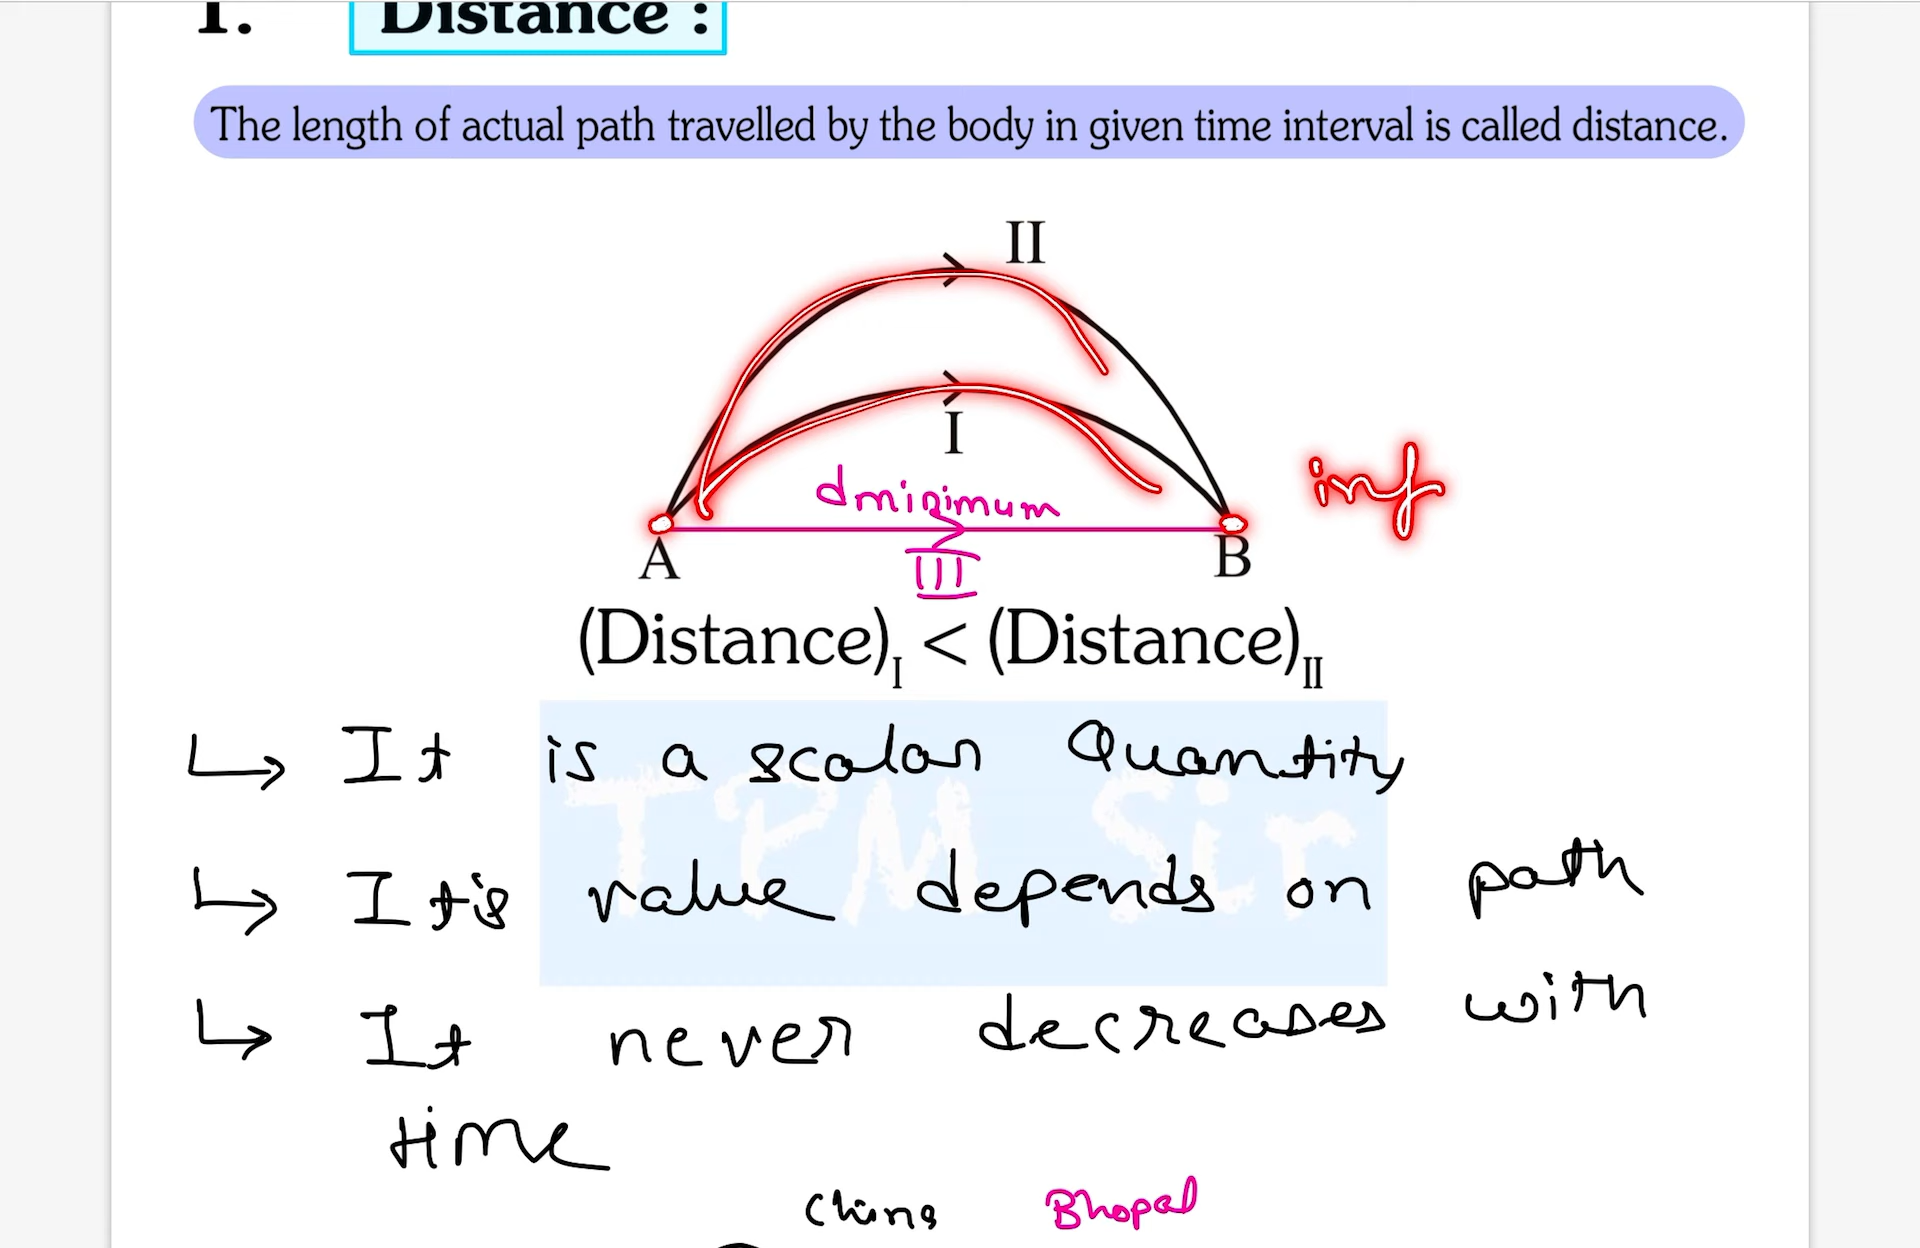 1. Distance :
The length of actual path travelled by the body in given time interval is called distance.
II
I
inf
dminimum
III
A B
(Distance)I < (Distance)II
It is a scalar Quantity
It's value depends on path
It never decreases with
time
TPM Sir
China Bhopal